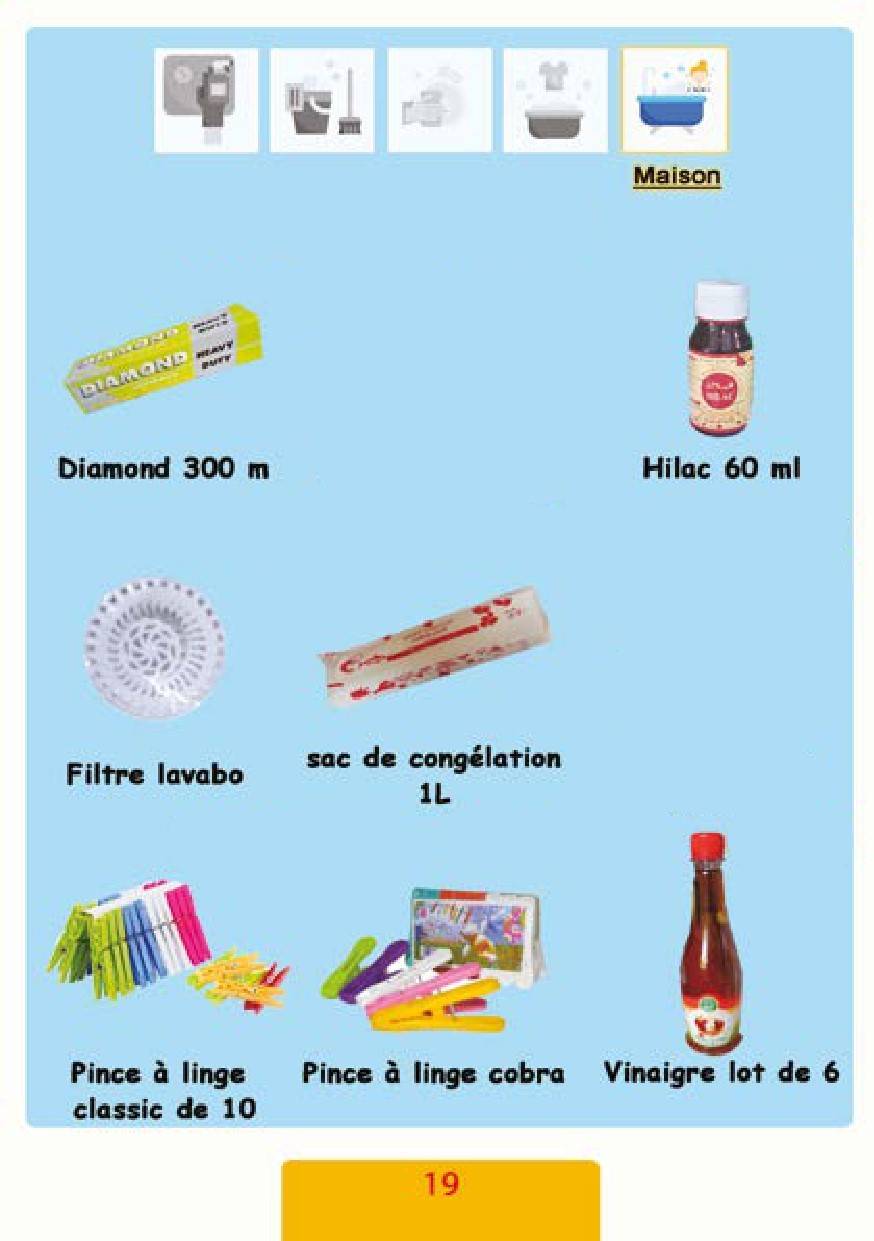 Maison
DIAMOND
HEAVY
DUTY
Diamond 300 m
Hilac 60 ml
Filtre lavabo
sac de congélation
1L
Pince à linge
classic de 10
Pince à linge cobra
Vinaigre lot de 6
19